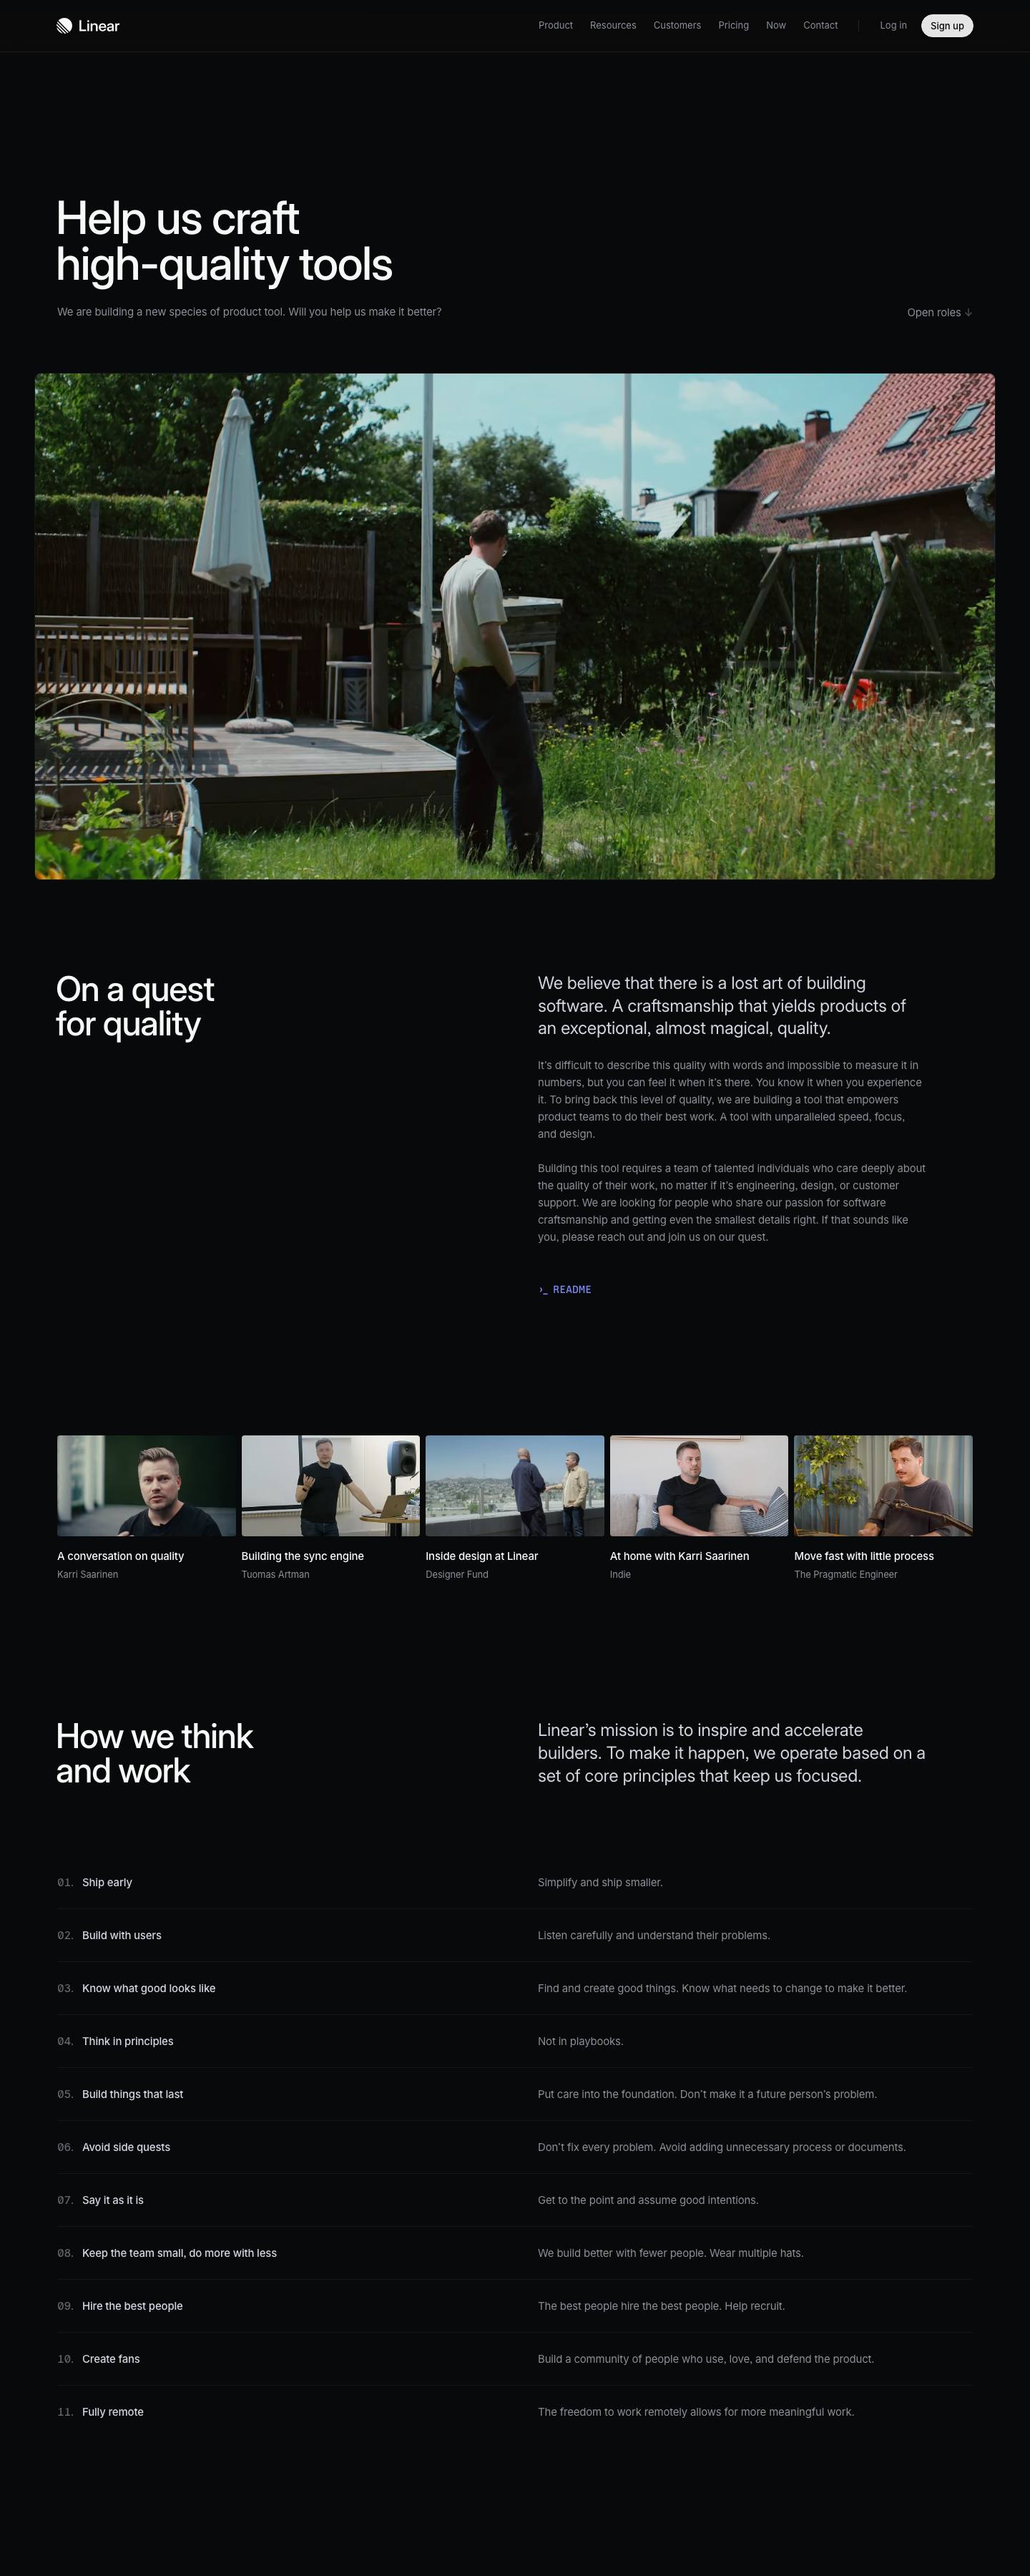 Linear
Product Resources Customers Pricing Now Contact Log in Sign up
Help us craft
high-quality tools
We are building a new species of product tool. Will you help us make it better?
Open roles ↓
On a quest
for quality
We believe that there is a lost art of building
software. A craftsmanship that yields products of
an exceptional, almost magical, quality.
It's difficult to describe this quality with words and impossible to measure it in
numbers, but you can feel it when it's there. You know it when you experience
it. To bring back this level of quality, we are building a tool that empowers
product teams to do their best work. A tool with unparalleled speed, focus,
and design.
Building this tool requires a team of talented individuals who care deeply about
the quality of their work, no matter if it's engineering, design, or customer
support. We are looking for people who share our passion for software
craftsmanship and getting even the smallest details right. If that sounds like
you, please reach out and join us on our quest.
›_ README
A conversation on quality
Karri Saarinen
Building the sync engine
Tuomas Artman
Inside design at Linear
Designer Fund
At home with Karri Saarinen
Indie
Move fast with little process
The Pragmatic Engineer
How we think
and work
Linear's mission is to inspire and accelerate
builders. To make it happen, we operate based on a
set of core principles that keep us focused.
01. Ship early
Simplify and ship smaller.
02. Build with users
Listen carefully and understand their problems.
03. Know what good looks like
Find and create good things. Know what needs to change to make it better.
04. Think in principles
Not in playbooks.
05. Build things that last
Put care into the foundation. Don't make it a future person's problem.
06. Avoid side quests
Don't fix every problem. Avoid adding unnecessary process or documents.
07. Say it as it is
Get to the point and assume good intentions.
08. Keep the team small, do more with less
We build better with fewer people. Wear multiple hats.
09. Hire the best people
The best people hire the best people. Help recruit.
10. Create fans
Build a community of people who use, love, and defend the product.
11. Fully remote
The freedom to work remotely allows for more meaningful work.